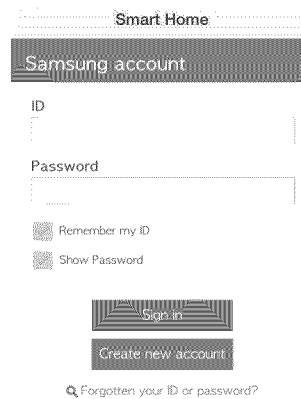 Smart Home
Samsung account
ID
Password
Remember my ID
Show Password
Sign in
Create new account
Forgotten your ID or password?